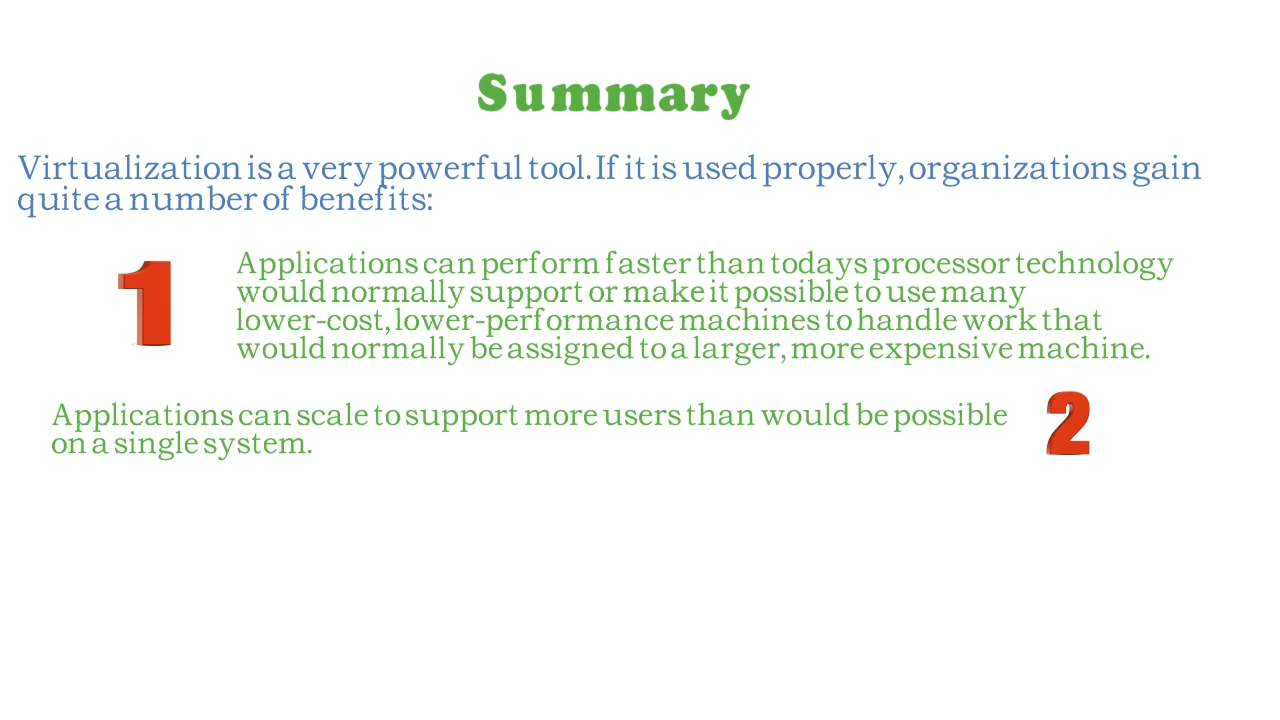 Summary
Virtualization is a very powerful tool. If it is used properly, organizations gain
quite a number of benefits:
1
Applications can perform faster than todays processor technology
would normally support or make it possible to use many
lower-cost, lower-performance machines to handle work that
would normally be assigned to a larger, more expensive machine.
Applications can scale to support more users than would be possible
on a single system.
2